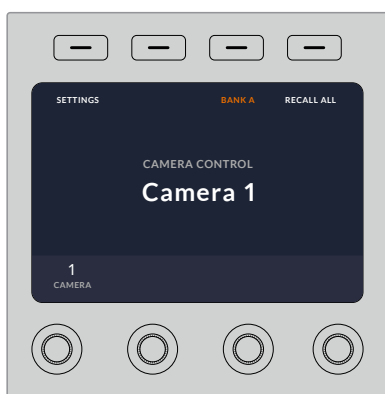 SETTINGS BANK A RECALL ALL
CAMERA CONTROL
Camera 1
1
CAMERA